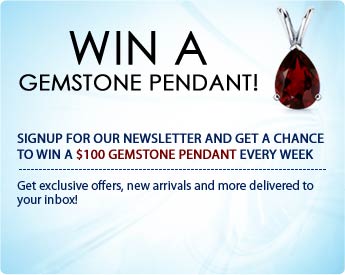 WIN A
GEMSTONE PENDANT!
SIGNUP FOR OUR NEWSLETTER AND GET A CHANCE
TO WIN A $100 GEMSTONE PENDANT EVERY WEEK
Get exclusive offers, new arrivals and more delivered to
your inbox!